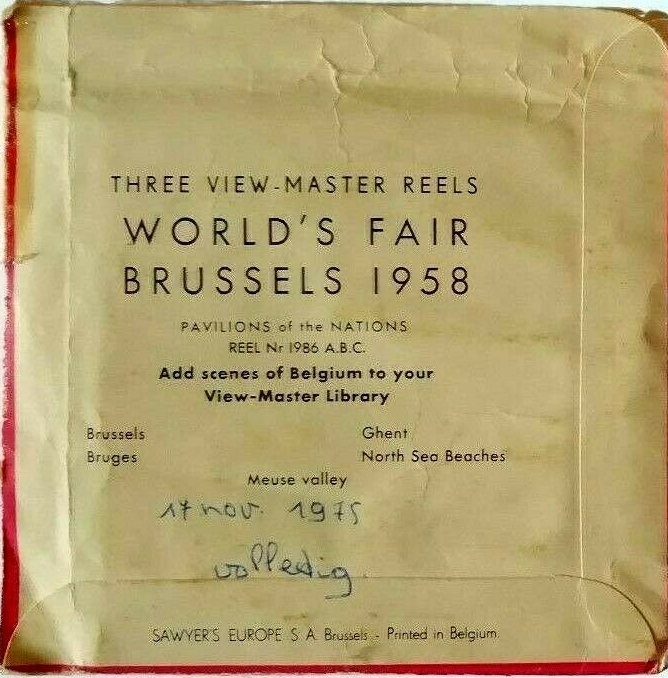 THREE VIEW-MASTER REELS
WORLD'S FAIR
BRUSSELS 1958
PAVILIONS of the NATIONS
REEL Nr 1986 A.B.C.
Add scenes of Belgium to your
View-Master Library
Brussels Ghent
Bruges North Sea Beaches
Meuse valley
17 nov. 1975
volledig.
SAWYER'S EUROPE S A Brussels - Printed in Belgium